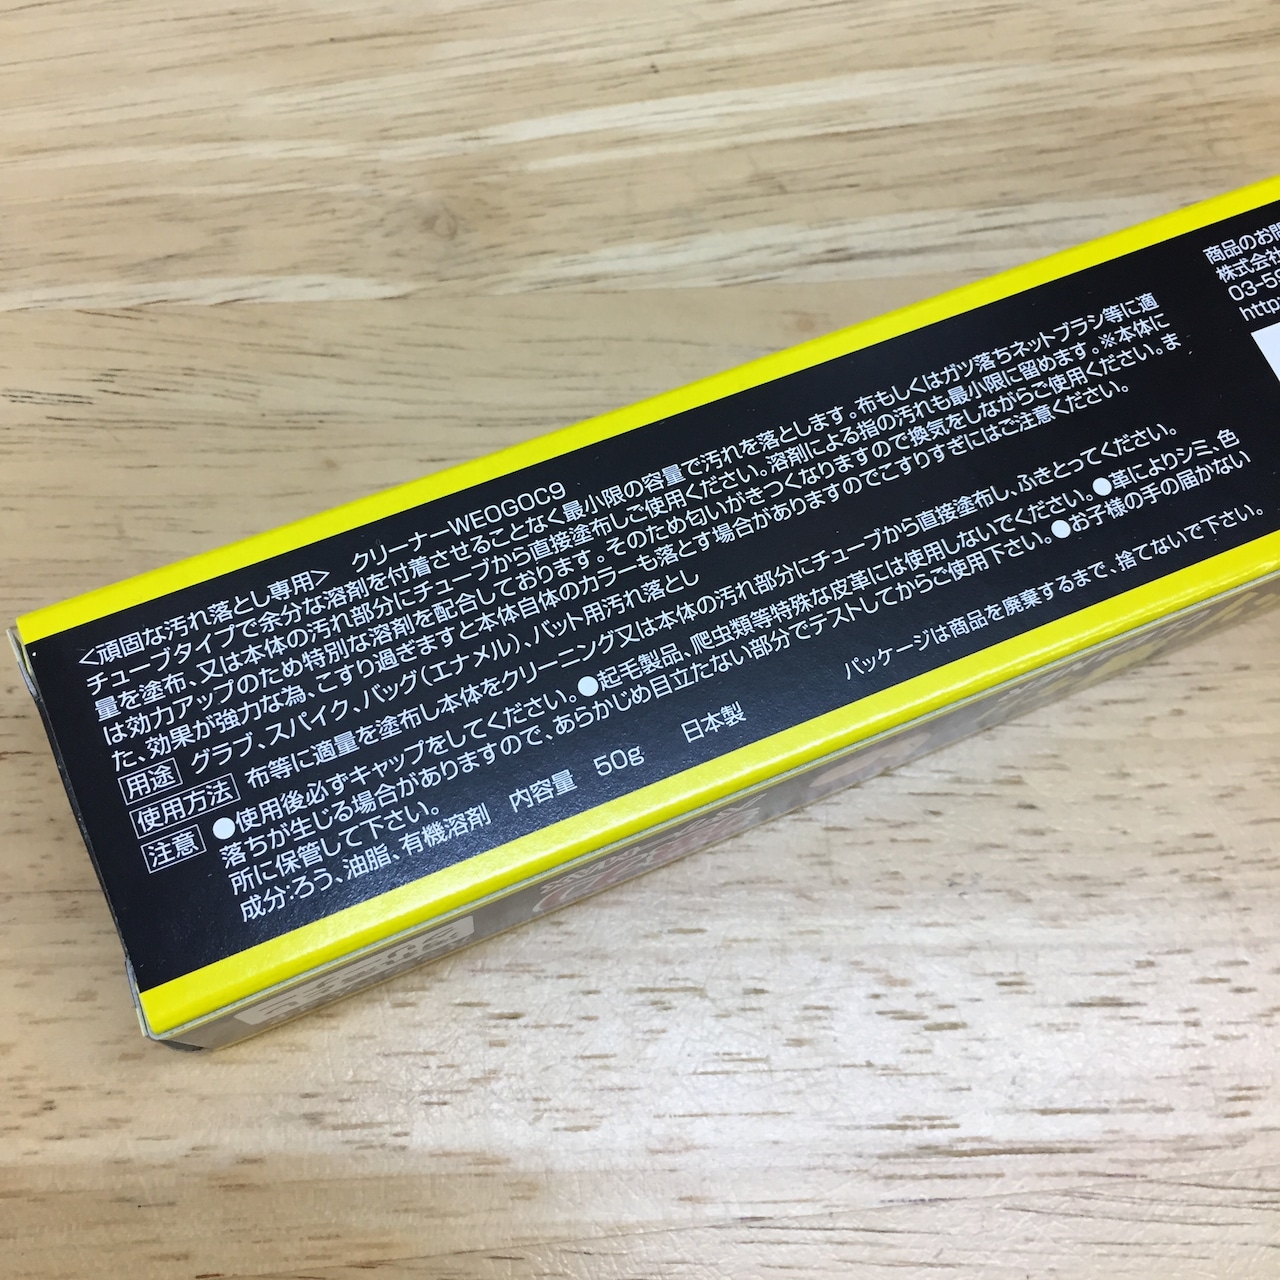 <頑固な汚れ落とし専用> クリーナーWEOGOC9
チューブタイプで余分な溶剤を付着させることなく最小限の容量で汚れを落とします。布もしくはガツ落ちネットブラシ等に適
量を塗布、又は本体の汚れ部分にチューブから直接塗布しご使用ください。溶剤による指の汚れも最小限に留めます。※本体に
は効力アップのため特別な溶剤を配合しております。そのため匂いがきつくなりますので換気をしながらご使用ください。ま
た、効果が強力な為、こすり過ぎますと本体自体のカラーも落とす場合がありますのでこすりすぎにはご注意ください。
用途 グラブ、スパイク、バッグ(エナメル)、バット用汚れ落とし
使用方法 布等に適量を塗布し本体をクリーニング又は本体の汚れ部分にチューブから直接塗布し、ふきとってください。
注意 ●使用後必ずキャップをしてください。●起毛製品、爬虫類等特殊な皮革には使用しないでください。●革によりシミ、色
落ちが生じる場合がありますので、あらかじめ目立たない部分でテストしてからご使用下さい。●お子様の手の届かない
所に保管して下さい。
成分:ろう、油脂、有機溶剤 内容量 50g 日本製
パッケージは商品を廃棄するまで、捨てないで下さい。
商品のお問
株式会社
03-5
http